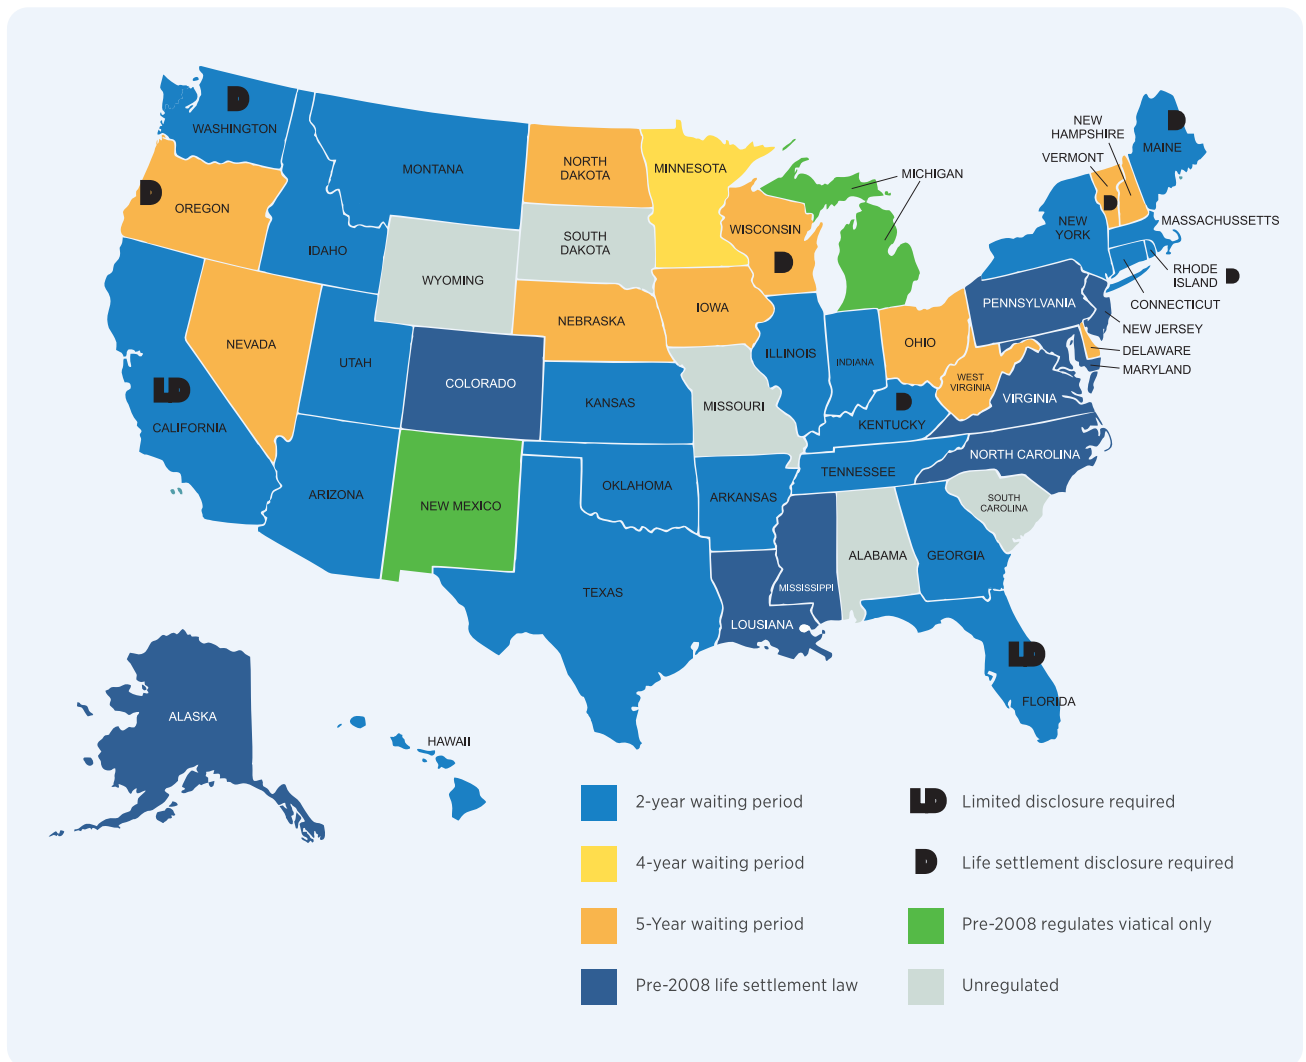 WASHINGTON
MONTANA
NORTH
DAKOTA
MINNESOTA
MICHIGAN
NEW
HAMPSHIRE
VERMONT
MAINE
D
D
OREGON
D
IDAHO
WYOMING
SOUTH
DAKOTA
WISCONSIN
D
NEW
YORK
D
MASSACHUSSETTS
RHODE
ISLAND
D
CONNECTICUT
NEW JERSEY
DELAWARE
MARYLAND
PENNSYLVANIA
NEVADA
UTAH
COLORADO
NEBRASKA
IOWA
ILLINOIS
INDIANA
OHIO
WEST
VIRGINIA
VIRGINIA
LD
CALIFORNIA
KANSAS
MISSOURI
D
KENTUCKY
NORTH CAROLINA
TENNESSEE
ARIZONA
NEW MEXICO
OKLAHOMA
ARKANSAS
SOUTH
CAROLINA
TEXAS
LOUSIANA
MISSISSIPPI
ALABAMA
GEORGIA
LD
FLORIDA
ALASKA
HAWAII
2-year waiting period
LD Limited disclosure required
4-year waiting period
D Life settlement disclosure required
5-Year waiting period
Pre-2008 regulates viatical only
Pre-2008 life settlement law
Unregulated